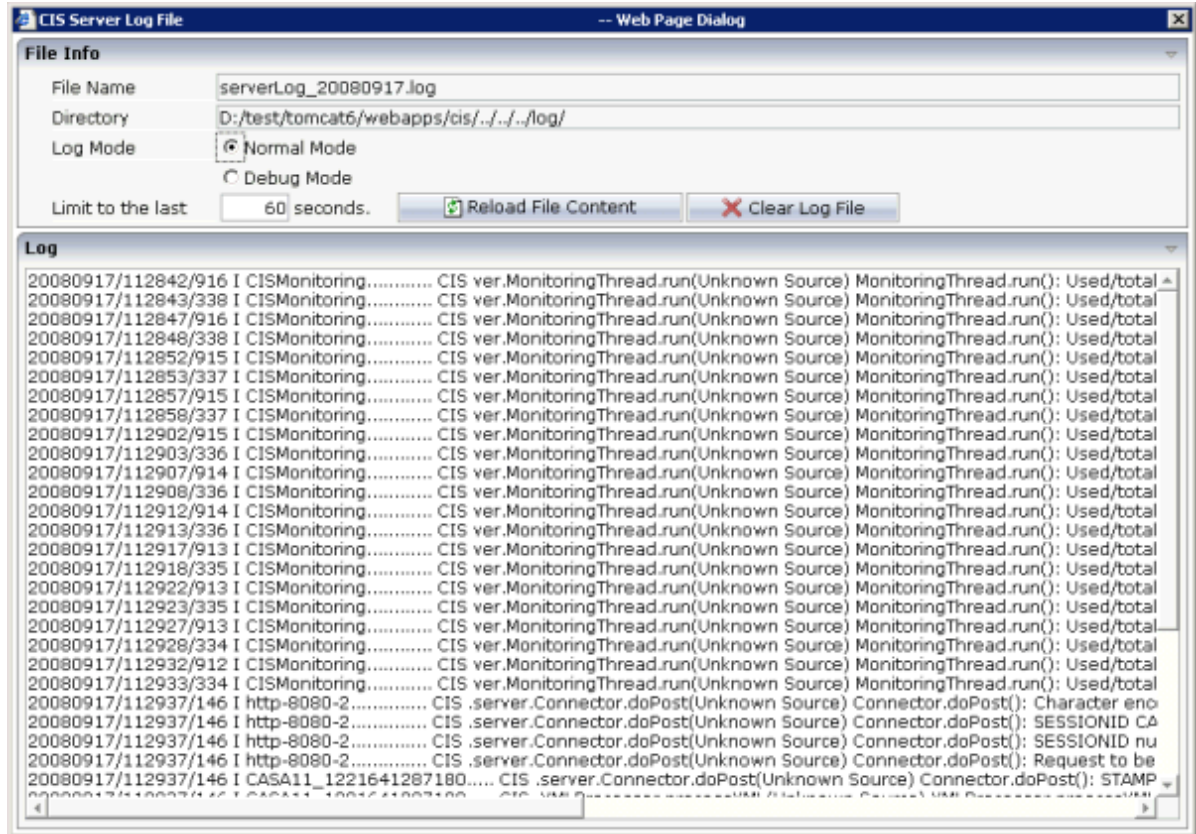 CIS Server Log File -- Web Page Dialog
File Info
File Name serverLog_20080917.log
Directory D:/test/tomcat6/webapps/cis/../../../log/
Log Mode Normal Mode
Debug Mode
Limit to the last 60 seconds. Reload File Content Clear Log File
Log
20080917/112842/916 I CISMonitoring............ CIS ver.MonitoringThread.run(Unknown Source) MonitoringThread.run(): Used/total
20080917/112843/338 I CISMonitoring............ CIS ver.MonitoringThread.run(Unknown Source) MonitoringThread.run(): Used/total
20080917/112847/916 I CISMonitoring............ CIS ver.MonitoringThread.run(Unknown Source) MonitoringThread.run(): Used/total
20080917/112848/338 I CISMonitoring............ CIS ver.MonitoringThread.run(Unknown Source) MonitoringThread.run(): Used/total
20080917/112852/915 I CISMonitoring............ CIS ver.MonitoringThread.run(Unknown Source) MonitoringThread.run(): Used/total
20080917/112853/337 I CISMonitoring............ CIS ver.MonitoringThread.run(Unknown Source) MonitoringThread.run(): Used/total
20080917/112857/915 I CISMonitoring............ CIS ver.MonitoringThread.run(Unknown Source) MonitoringThread.run(): Used/total
20080917/112858/337 I CISMonitoring............ CIS ver.MonitoringThread.run(Unknown Source) MonitoringThread.run(): Used/total
20080917/112902/915 I CISMonitoring............ CIS ver.MonitoringThread.run(Unknown Source) MonitoringThread.run(): Used/total
20080917/112903/336 I CISMonitoring............ CIS ver.MonitoringThread.run(Unknown Source) MonitoringThread.run(): Used/total
20080917/112907/914 I CISMonitoring............ CIS ver.MonitoringThread.run(Unknown Source) MonitoringThread.run(): Used/total
20080917/112908/336 I CISMonitoring............ CIS ver.MonitoringThread.run(Unknown Source) MonitoringThread.run(): Used/total
20080917/112912/914 I CISMonitoring............ CIS ver.MonitoringThread.run(Unknown Source) MonitoringThread.run(): Used/total
20080917/112913/336 I CISMonitoring............ CIS ver.MonitoringThread.run(Unknown Source) MonitoringThread.run(): Used/total
20080917/112917/913 I CISMonitoring............ CIS ver.MonitoringThread.run(Unknown Source) MonitoringThread.run(): Used/total
20080917/112918/335 I CISMonitoring............ CIS ver.MonitoringThread.run(Unknown Source) MonitoringThread.run(): Used/total
20080917/112922/913 I CISMonitoring............ CIS ver.MonitoringThread.run(Unknown Source) MonitoringThread.run(): Used/total
20080917/112923/335 I CISMonitoring............ CIS ver.MonitoringThread.run(Unknown Source) MonitoringThread.run(): Used/total
20080917/112927/913 I CISMonitoring............ CIS ver.MonitoringThread.run(Unknown Source) MonitoringThread.run(): Used/total
20080917/112928/334 I CISMonitoring............ CIS ver.MonitoringThread.run(Unknown Source) MonitoringThread.run(): Used/total
20080917/112932/912 I CISMonitoring............ CIS ver.MonitoringThread.run(Unknown Source) MonitoringThread.run(): Used/total
20080917/112933/334 I CISMonitoring............ CIS ver.MonitoringThread.run(Unknown Source) MonitoringThread.run(): Used/total
20080917/112937/146 I http-8080-2.............. CIS .server.Connector.doPost(Unknown Source) Connector.doPost(): Character enc
20080917/112937/146 I http-8080-2.............. CIS .server.Connector.doPost(Unknown Source) Connector.doPost(): SESSIONID CA
20080917/112937/146 I http-8080-2.............. CIS .server.Connector.doPost(Unknown Source) Connector.doPost(): SESSIONID nu
20080917/112937/146 I http-8080-2.............. CIS .server.Connector.doPost(Unknown Source) Connector.doPost(): Request to be
20080917/112937/146 I CASA11_1221641287180..... CIS .server.Connector.doPost(Unknown Source) Connector.doPost(): STAMP